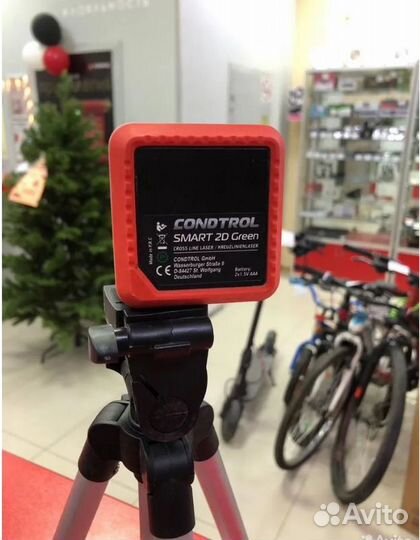 CONDTROL
SMART 2D Green
CROSS LINE LASER / KREUZLINIENLASER
CONDTROL GmbH
Wasserburger Straße 9
D-84427 St. Wolfgang
Deutschland
Battery
2x1.5V AAA
Made in P.R.C
CE
Avito